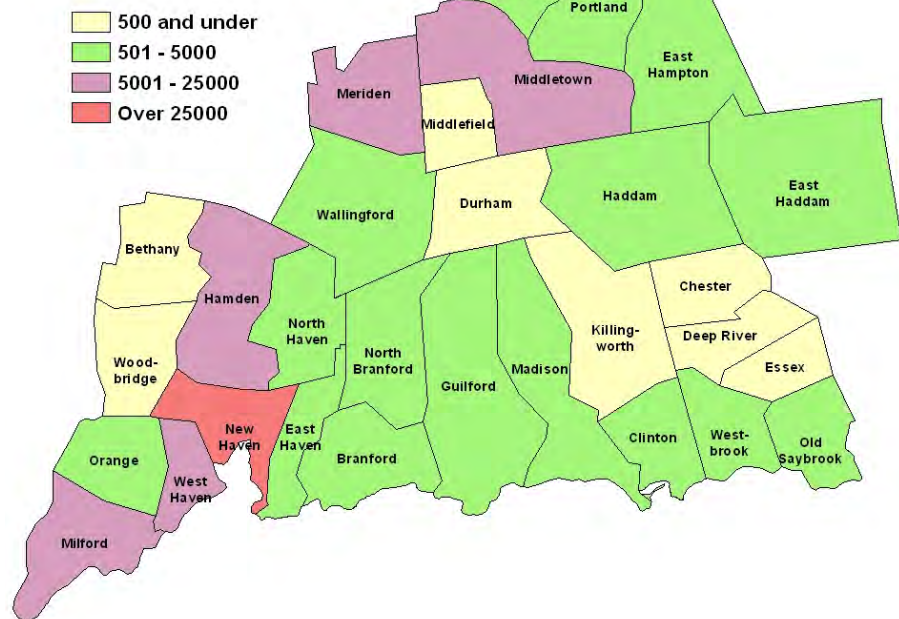 500 and under
501 - 5000
5001 - 25000
Over 25000
Portland
East
Hampton
Middletown
Meriden
Middlefield
Wallingford
Durham
Haddam
East
Haddam
Bethany
Hamden
Chester
North
Haven
Killing-
worth
Deep River
Wood-
bridge
North
Branford
Madison
Essex
Guilford
New
Haven
East
Haven
Branford
Clinton
West-
brook
Old
Saybrook
Orange
West
Haven
Milford